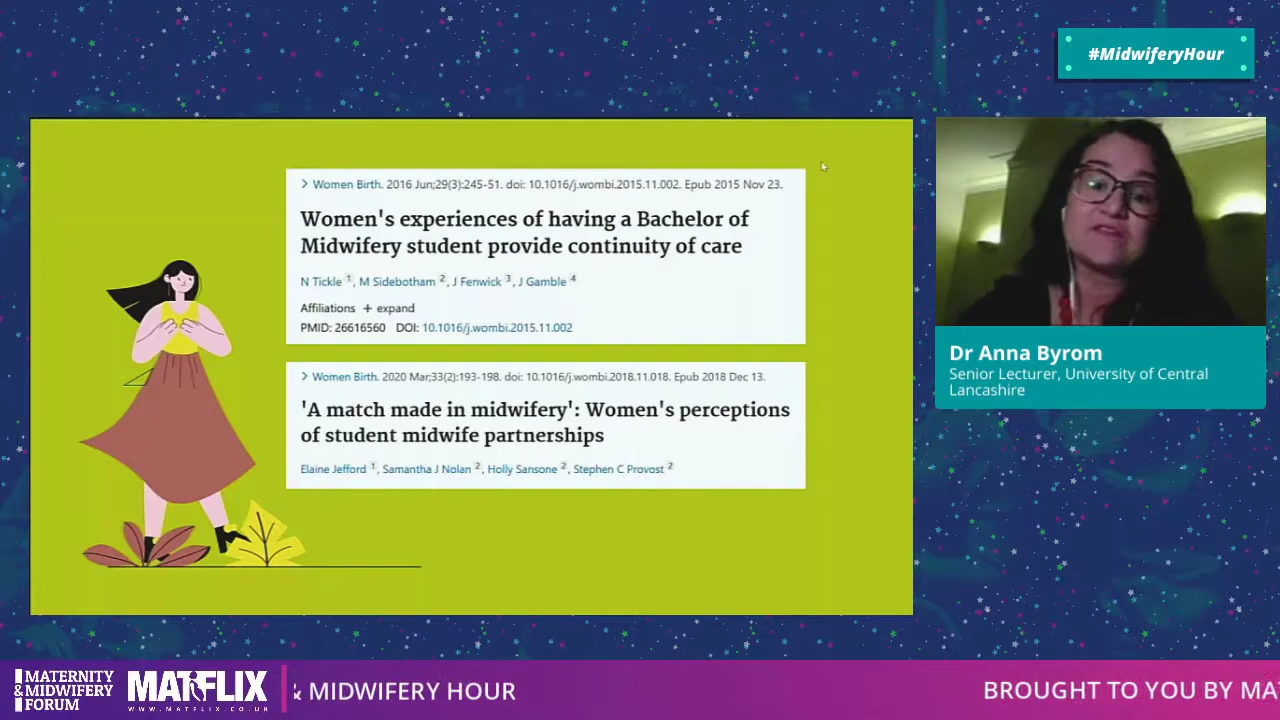 #MidwiferyHour
> Women Birth. 2016 Jun;29(3):245-51. doi: 10.1016/j.wombi.2015.11.002. Epub 2015 Nov 23.
Women's experiences of having a Bachelor of
Midwifery student provide continuity of care
N Tickle 1, M Sidebotham 2, J Fenwick 3, J Gamble 4
Affiliations + expand
PMID: 26616560 DOI: 10.1016/j.wombi.2015.11.002
> Women Birth. 2020 Mar;33(2):193-198. doi: 10.1016/j.wombi.2018.11.018. Epub 2018 Dec 13.
'A match made in midwifery': Women's perceptions
of student midwife partnerships
Elaine Jefford 1, Samantha J Nolan 2, Holly Sansone 2, Stephen C Provost 2
Dr Anna Byrom
Senior Lecturer, University of Central
Lancashire
MATERNITY
& MIDWIFERY
FORUM
MATFLIX
WWW.MATFLIX.CO.UK
& MIDWIFERY HOUR
BROUGHT TO YOU BY MA